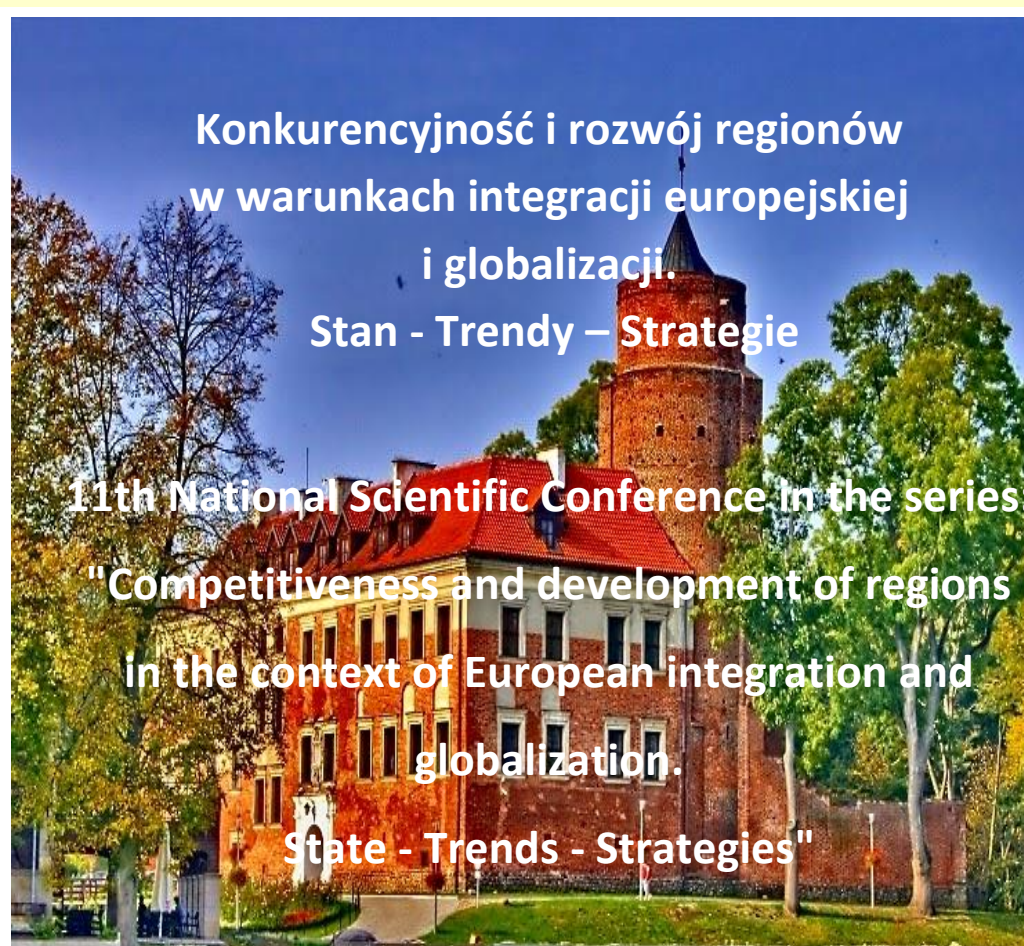 Konkurencyjność i rozwój regionów
w warunkach integracji europejskiej
i globalizacji.
Stan - Trendy – Strategie
11th National Scientific Conference in the series:
"Competitiveness and development of regions
in the context of European integration and
globalization.
State - Trends - Strategies"